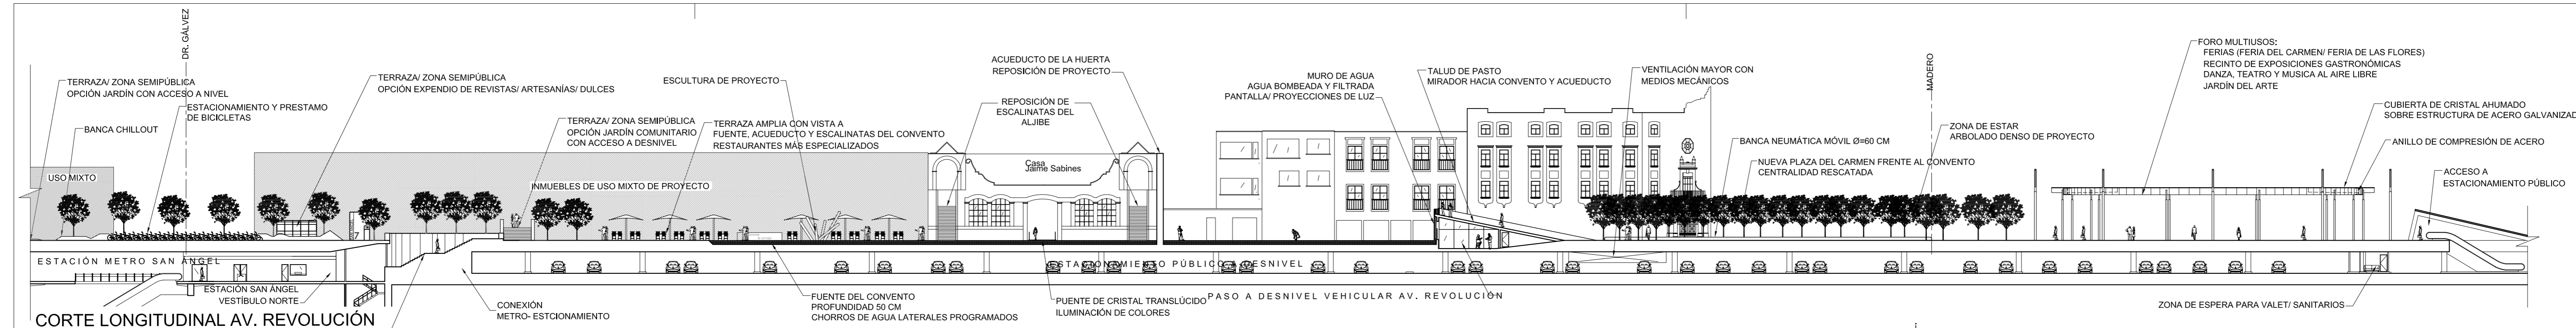 DR. GÁLVEZ
TERRAZA/ ZONA SEMIPÚBLICA
OPCIÓN JARDÍN CON ACCESO A NIVEL
ESTACIONAMIENTO Y PRESTAMO
DE BICICLETAS
BANCA CHILLOUT
USO MIXTO
TERRAZA/ ZONA SEMIPÚBLICA
OPCIÓN EXPENDIO DE REVISTAS/ ARTESANÍAS/ DULCES
TERRAZA/ ZONA SEMIPÚBLICA
OPCIÓN JARDÍN COMUNITARIO
CON ACCESO A DESNIVEL
ESCULTURA DE PROYECTO
TERRAZA AMPLIA CON VISTA A
FUENTE, ACUEDUCTO Y ESCALINATAS DEL CONVENTO
RESTAURANTES MÁS ESPECIALIZADOS
INMUEBLES DE USO MIXTO DE PROYECTO
ACUEDUCTO DE LA HUERTA
REPOSICIÓN DE PROYECTO
REPOSICIÓN DE
ESCALINATAS DEL
ALJIBE
Casa
Jaime Sabines
MURO DE AGUA
AGUA BOMBEADA Y FILTRADA
PANTALLA/ PROYECCIONES DE LUZ
TALUD DE PASTO
MIRADOR HACIA CONVENTO Y ACUEDUCTO
VENTILACIÓN MAYOR CON
MEDIOS MECÁNICOS
BANCA NEUMÁTICA MÓVIL Ø=60 CM
NUEVA PLAZA DEL CARMEN FRENTE AL CONVENTO
CENTRALIDAD RESCATADA
MADERO
ZONA DE ESTAR
ARBOLADO DENSO DE PROYECTO
FORO MULTIUSOS:
FERIAS (FERIA DEL CARMEN/ FERIA DE LAS FLORES)
RECINTO DE EXPOSICIONES GASTRONÓMICAS
DANZA, TEATRO Y MUSICA AL AIRE LIBRE
JARDÍN DEL ARTE
CUBIERTA DE CRISTAL AHUMADO
SOBRE ESTRUCTURA DE ACERO GALVANIZAD
ANILLO DE COMPRESIÓN DE ACERO
ACCESO A
ESTACIONAMIENTO PÚBLICO
7
ESTACIÓN METRO SAN ÁNGEL
ESTACIÓN SAN ÁNGEL
VESTÍBULO NORTE
CONEXIÓN
METRO- ESTCIONAMIENTO
ESTACIONAMIENTO PÚBLICO A DESNIVEL
FUENTE DEL CONVENTO
PROFUNDIDAD 50 CM
CHORROS DE AGUA LATERALES PROGRAMADOS
PUENTE DE CRISTAL TRANSLÚCIDO
ILUMINACIÓN DE COLORES
PASO A DESNIVEL VEHICULAR AV. REVOLUCIÓN
ZONA DE ESPERA PARA VALET/ SANITARIOS
CORTE LONGITUDINAL AV. REVOLUCIÓN